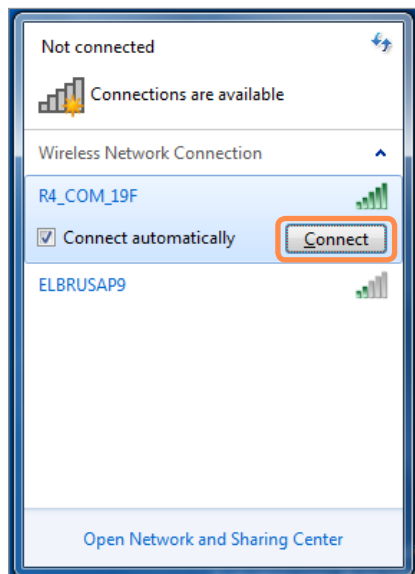 Not connected
Connections are available
Wireless Network Connection
R4_COM_19F
Connect automatically
Connect
ELBRUSAP9
Open Network and Sharing Center